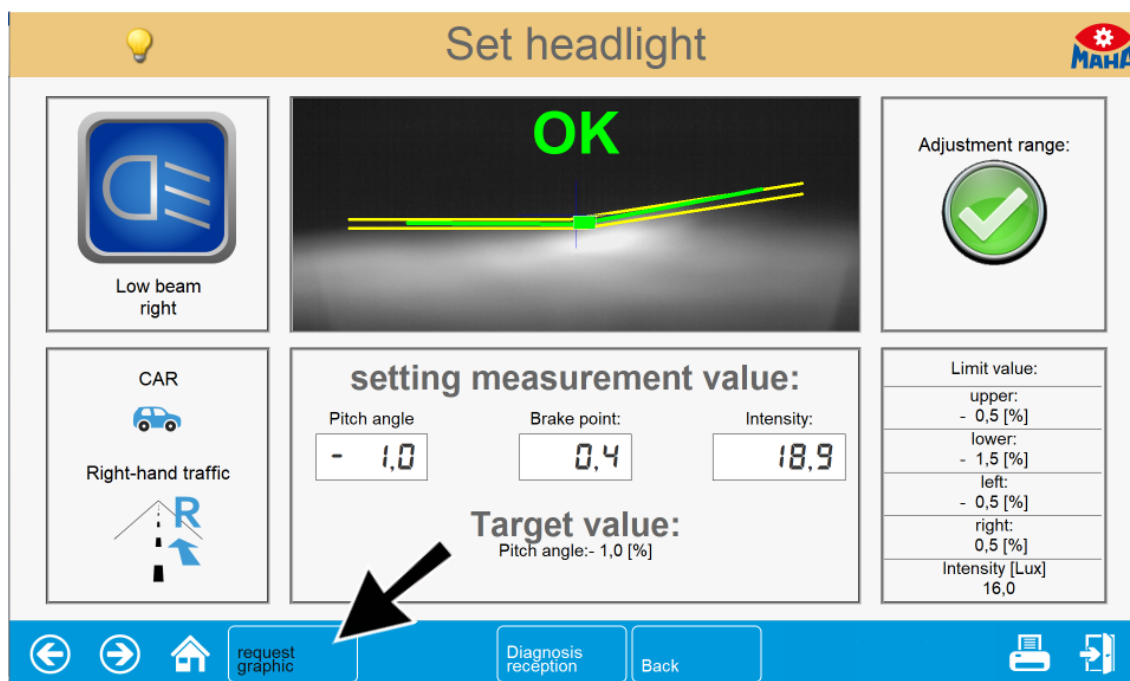 Set headlight
MAHA
OK
Adjustment range:
Low beam
right
CAR
Right-hand traffic
R
setting measurement value:
Pitch angle
Brake point:
Intensity:
- 1,0
0,4
18,9
Target value:
Pitch angle:- 1,0 [%]
Limit value:
upper:
- 0,5 [%]
lower:
- 1,5 [%]
left:
- 0,5 [%]
right:
0,5 [%]
Intensity [Lux]
16,0
request
graphic
Diagnosis
reception
Back